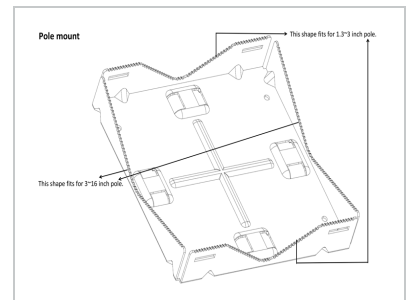 Pole mount
This shape fits for 1.3~3 inch pole.
This shape fits for 3~16 inch pole.